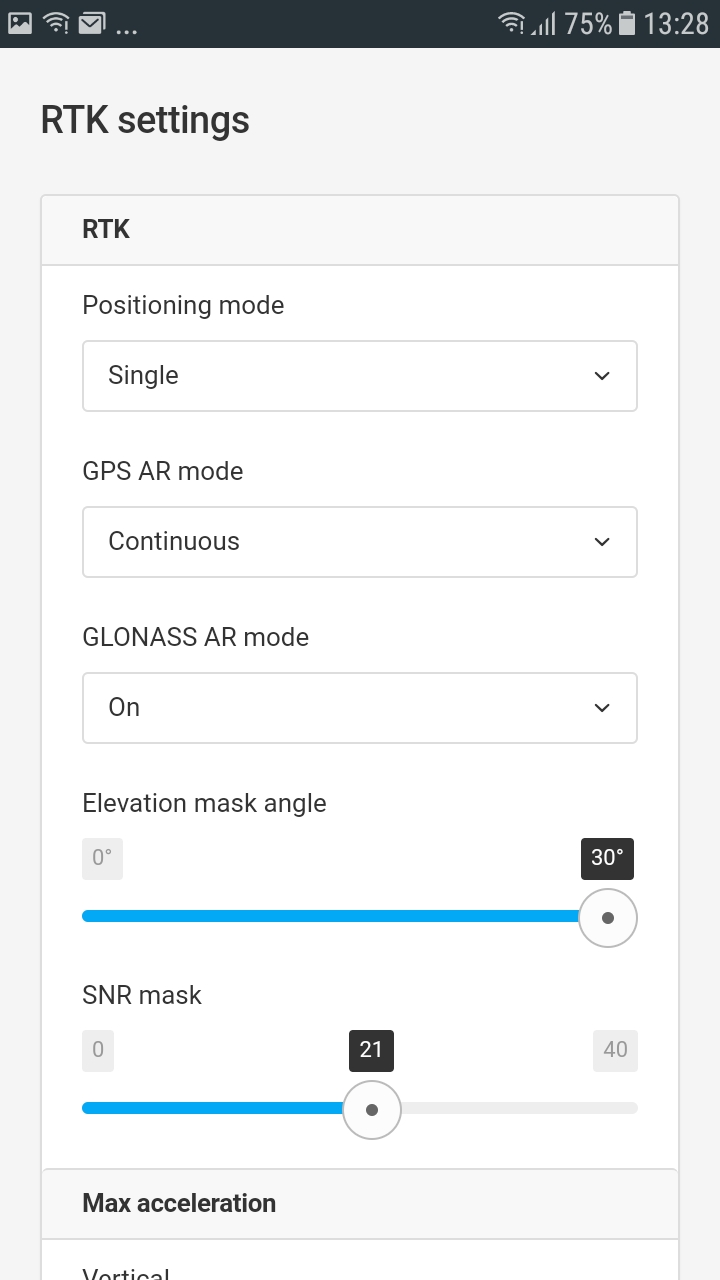 ... 75% 13:28
RTK settings
RTK
Positioning mode
Single
GPS AR mode
Continuous
GLONASS AR mode
On
Elevation mask angle
0° 30°
SNR mask
0 21 40
Max acceleration
Vertical